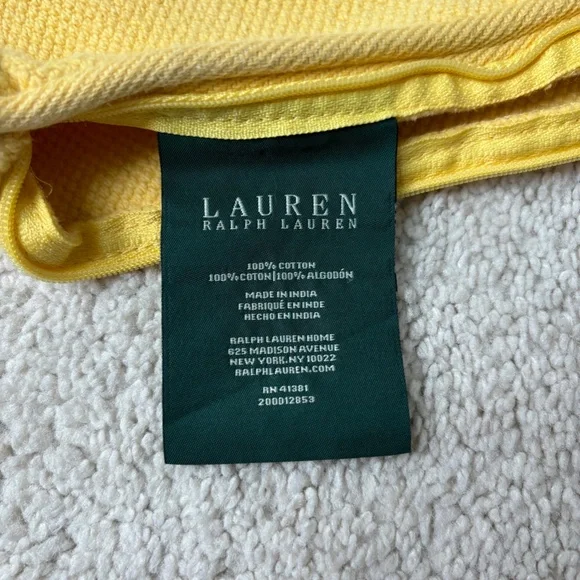 LAUREN
RALPH LAUREN
100% COTTON
100% COTON|100% ALGODÓN
MADE IN INDIA
FABRIQUÉ EN INDE
HECHO EN INDIA
RALPH LAUREN HOME
625 MADISON AVENUE
NEW YORK, NY 10022
RALPHLAUREN.COM
RN 41381
200012853